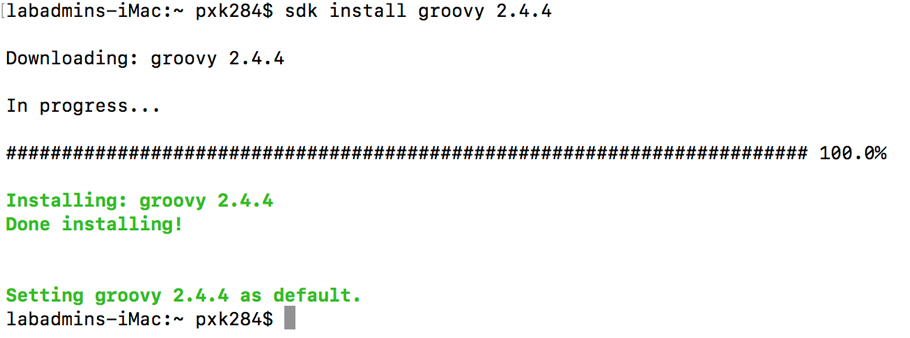 [labadmins-iMac:~ pxk284$ sdk install groovy 2.4.4
Downloading: groovy 2.4.4
In progress...
######################################################################## 100.0%
Installing: groovy 2.4.4
Done installing!
Setting groovy 2.4.4 as default.
labadmins-iMac:~ pxk284$